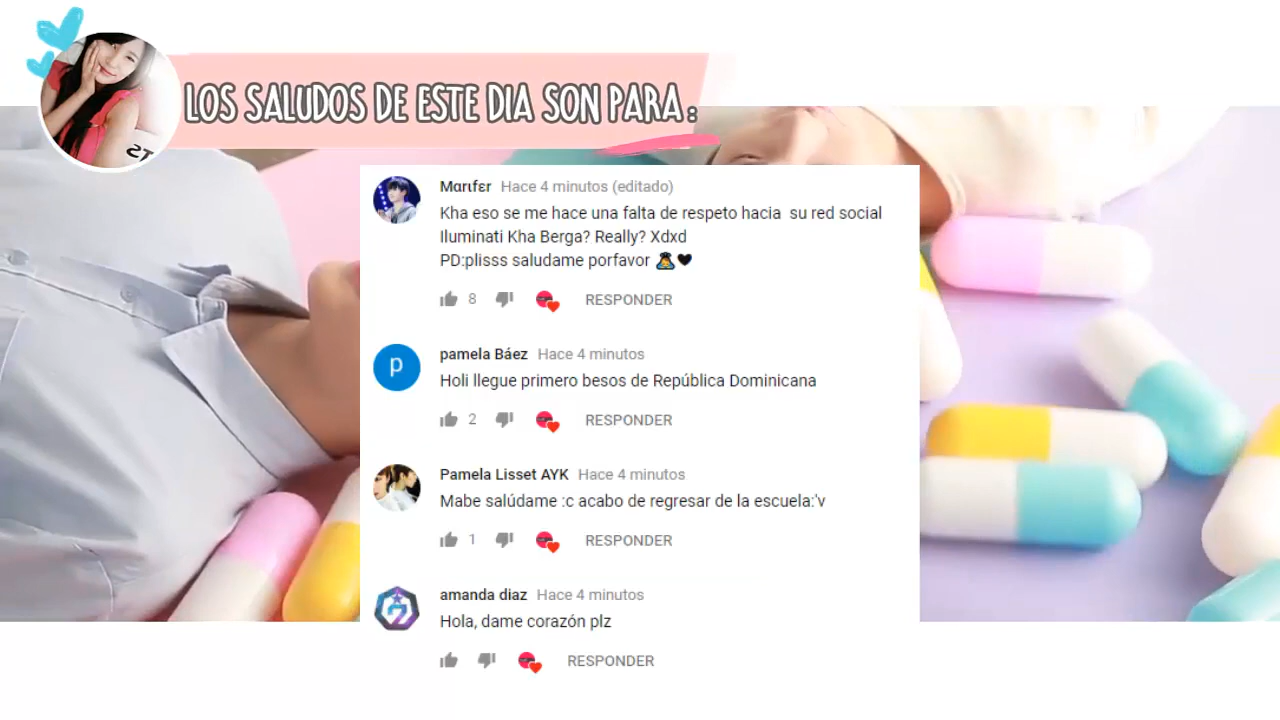 LOS SALUDOS DE ESTE DIA SON PARA:
Marıfɛr Hace 4 minutos (editado)
Kha eso se me hace una falta de respeto hacia su red social
Iluminati Kha Berga? Really? Xdxd
PD:plisss saludame porfavor 🙇🖤
8 RESPONDER
p
pamela Báez Hace 4 minutos
Holi llegue primero besos de República Dominicana
2 RESPONDER
Pamela Lisset AYK Hace 4 minutos
Mabe salúdame :c acabo de regresar de la escuela:'v
1 RESPONDER
amanda diaz Hace 4 minutos
Hola, dame corazón plz
RESPONDER